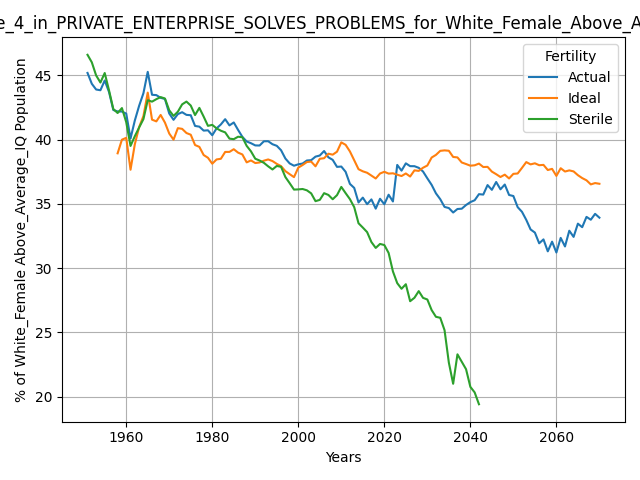 e_4_in_PRIVATE_ENTERPRISE_SOLVES_PROBLEMS_for_White_Female_Above_A
Fertility
Actual
Ideal
Sterile
% of White_Female Above_Average_IQ Population
45
40
35
30
25
20
1960
1980
2000
2020
2040
2060
Years